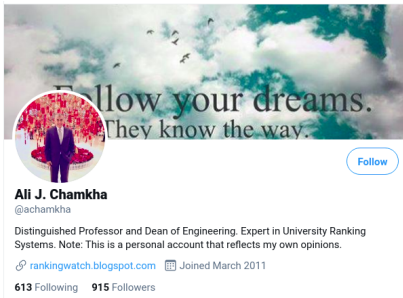 Follow your dreams.
They know the way.
Follow
Ali J. Chamkha
@achamkha
Distinguished Professor and Dean of Engineering. Expert in University Ranking
Systems. Note: This is a personal account that reflects my own opinions.
rankingwatch.blogspot.com Joined March 2011
613 Following 915 Followers